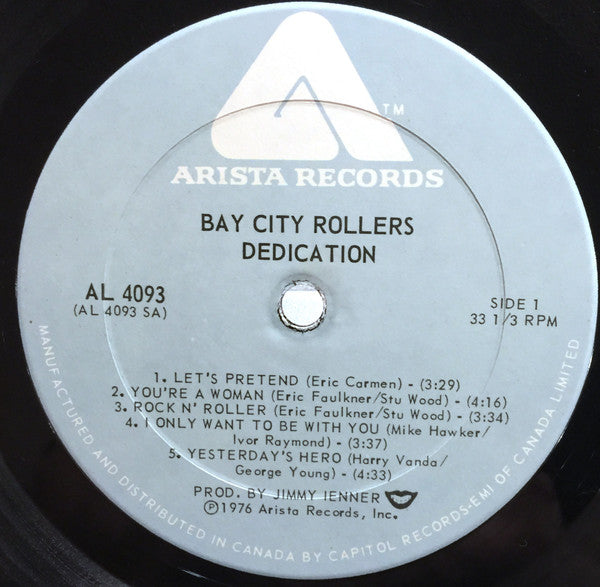 TM
ARISTA RECORDS
BAY CITY ROLLERS
DEDICATION
AL 4093
(AL 4093 SA)
SIDE 1
33 1/3 RPM
1. LET'S PRETEND (Eric Carmen) - (3:29)
2. YOU'RE A WOMAN (Eric Faulkner/Stu Wood) - (4:16)
3. ROCK N' ROLLER (Eric Faulkner/Stu Wood) - (3:34)
4. I ONLY WANT TO BE WITH YOU (Mike Hawker/
Ivor Raymond) - (3:37)
5. YESTERDAY'S HERO (Harry Vanda/
George Young) - (4:33)
PROD. BY JIMMY IENNER
Ⓟ1976 Arista Records, Inc.
MANUFACTURED AND DISTRIBUTED IN CANADA BY CAPITOL RECORDS-EMI OF CANADA LIMITED